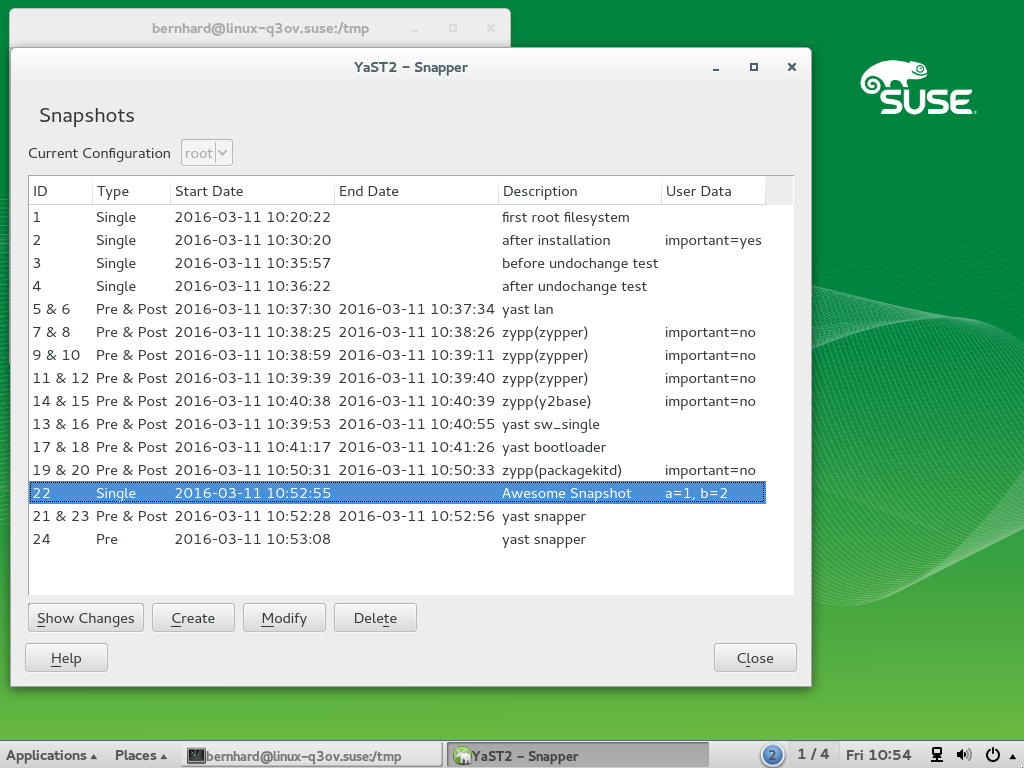 bernhard@linux-q3ov.suse:/tmp
YaST2 - Snapper
SUSE
Snapshots
Current Configuration root
ID Type Start Date End Date Description User Data
1 Single 2016-03-11 10:20:22 first root filesystem
2 Single 2016-03-11 10:30:20 after installation important=yes
3 Single 2016-03-11 10:35:57 before undochange test
4 Single 2016-03-11 10:36:22 after undochange test
5 & 6 Pre & Post 2016-03-11 10:37:30 2016-03-11 10:37:34 yast lan
7 & 8 Pre & Post 2016-03-11 10:38:25 2016-03-11 10:38:26 zypp(zypper) important=no
9 & 10 Pre & Post 2016-03-11 10:38:59 2016-03-11 10:39:11 zypp(zypper) important=no
11 & 12 Pre & Post 2016-03-11 10:39:39 2016-03-11 10:39:40 zypp(zypper) important=no
14 & 15 Pre & Post 2016-03-11 10:40:38 2016-03-11 10:40:39 zypp(y2base) important=no
13 & 16 Pre & Post 2016-03-11 10:39:53 2016-03-11 10:40:55 yast sw_single
17 & 18 Pre & Post 2016-03-11 10:41:17 2016-03-11 10:41:26 yast bootloader
19 & 20 Pre & Post 2016-03-11 10:50:31 2016-03-11 10:50:33 zypp(packagekitd) important=no
22 Single 2016-03-11 10:52:55 Awesome Snapshot a=1, b=2
21 & 23 Pre & Post 2016-03-11 10:52:28 2016-03-11 10:52:56 yast snapper
24 Pre 2016-03-11 10:53:08 yast snapper
Show Changes Create Modify Delete
Help Close
Applications Places bernhard@linux-q3ov.suse:/tmp YaST2 - Snapper 2 1 / 4 Fri 10:54